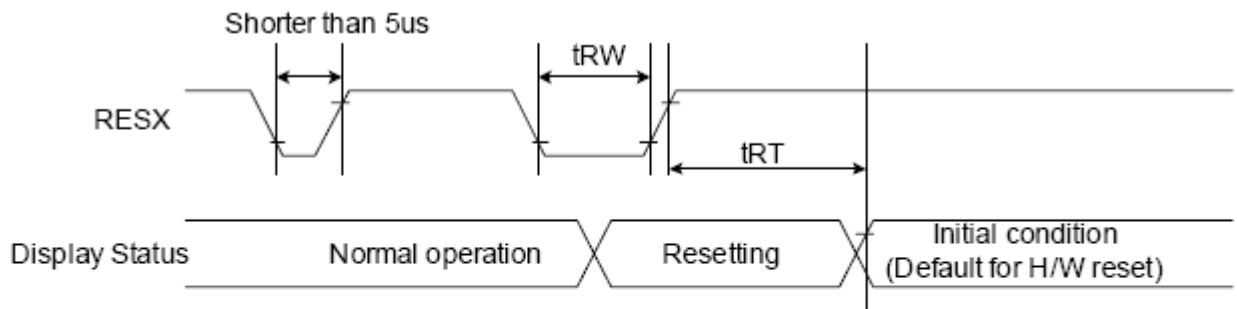 Shorter than 5us
tRW
RESX
tRT
Display Status
Normal operation
Resetting
Initial condition
(Default for H/W reset)